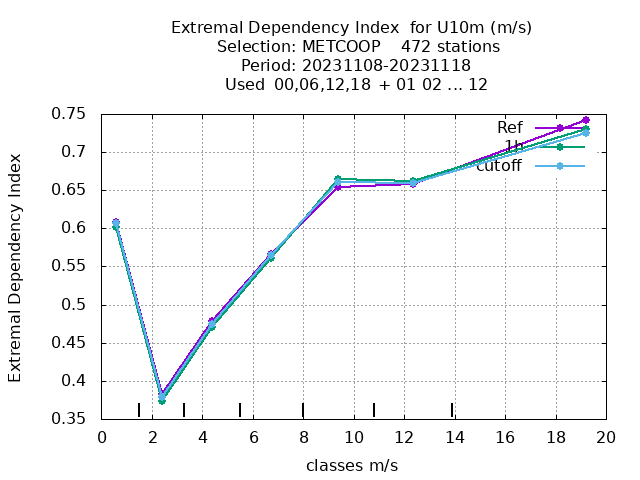 Extremal Dependency Index  for U10m (m/s)
Selection: METCOOP    472 stations
Period: 20231108-20231118
Used  00,06,12,18  + 01 02 ... 12
Extremal Dependency Index
0.75
0.7
0.65
0.6
0.55
0.5
0.45
0.4
0.35
Ref
1h
cutoff
0 2 4 6 8 10 12 14 16 18 20
classes m/s